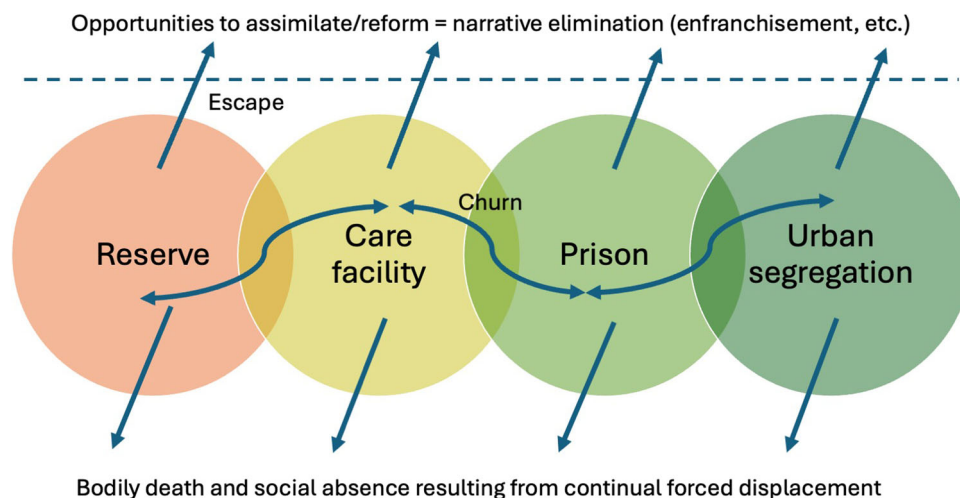 Opportunities to assimilate/reform = narrative elimination (enfranchisement, etc.)
Escape
Churn
Reserve
Care
facility
Prison
Urban
segregation
Bodily death and social absence resulting from continual forced displacement